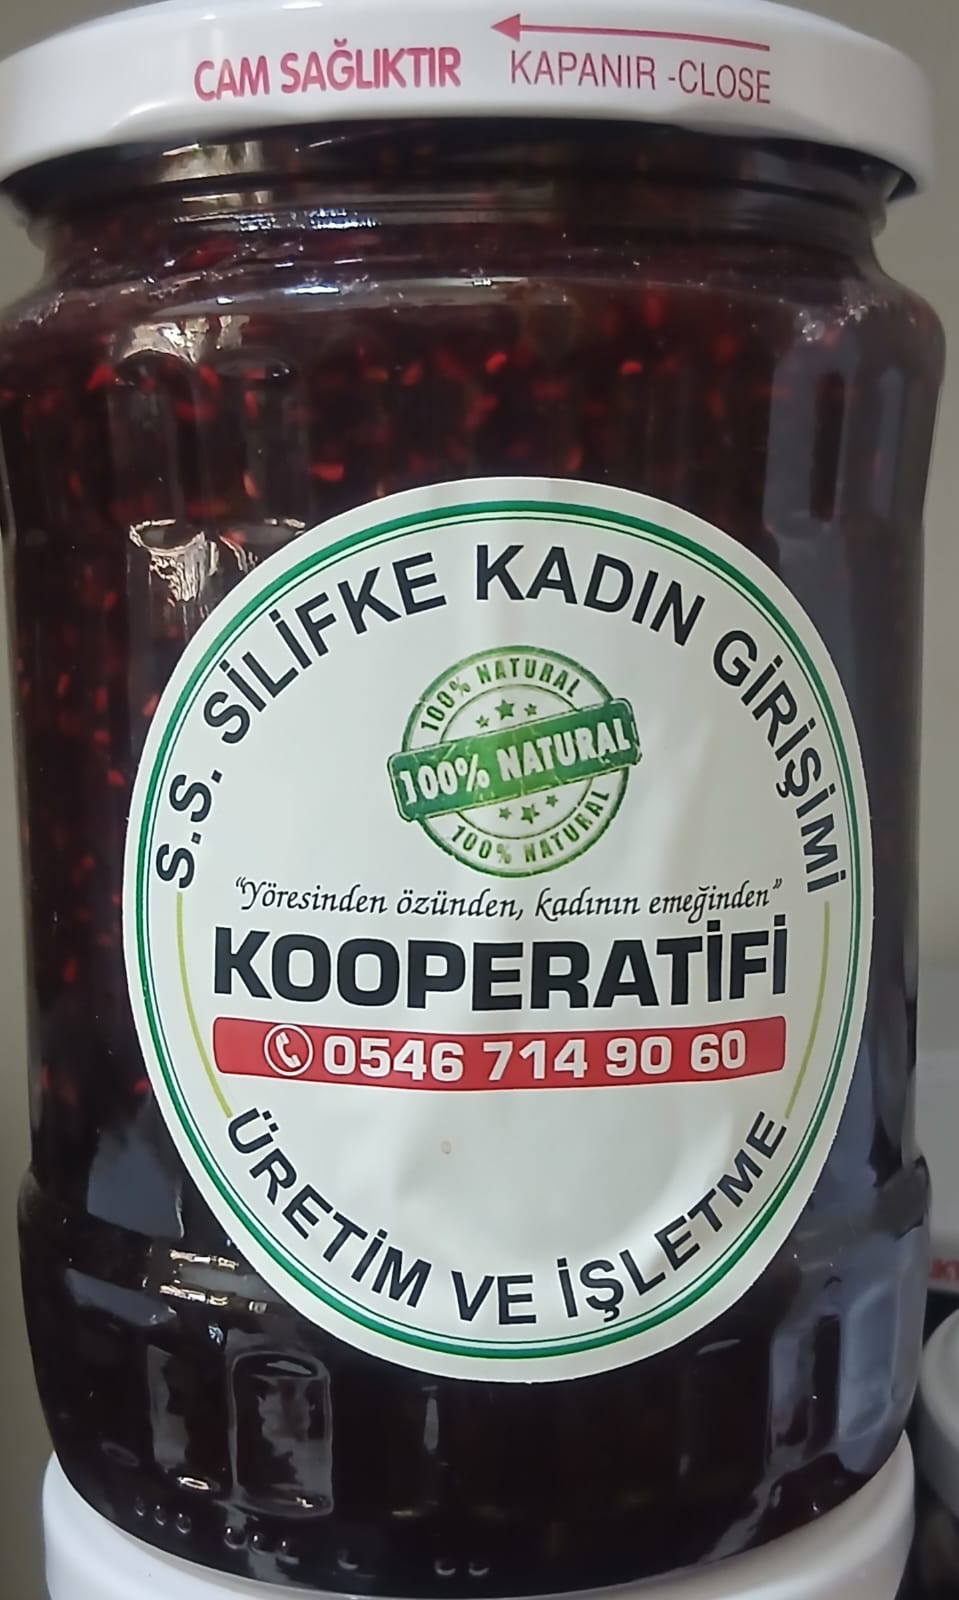 CAM SAĞLIKTIR KAPANIR -CLOSE
S.S. SİLİFKE KADIN GİRİŞİMİ
100% NATURAL
100% NATURAL
100% NATURAL
“Yöresinden özünden, kadının emeğinden”
KOOPERATİFİ
0546 714 90 60
ÜRETİM VE İŞLETME